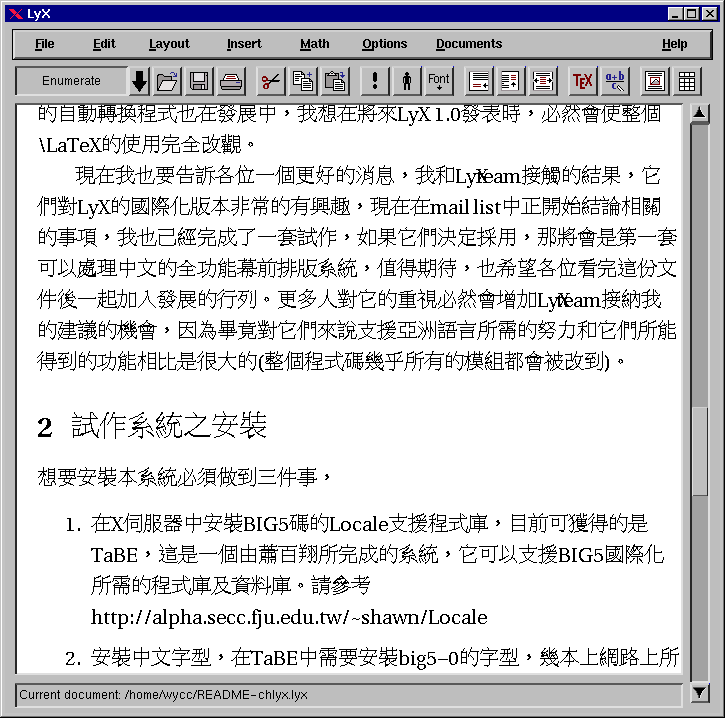 LyX
File Edit Layout Insert Math Options Documents Help
Enumerate Font TEX a+b c
的自動轉換程式也在發展中，我想在將來LyX 1.0發表時，必然會使整個
\LaTeX的使用完全改觀。
現在我也要告訴各位一個更好的消息，我和LyXteam接觸的結果，它
們對LyX的國際化版本非常的有興趣，現在在mail list中正開始結論相關
的事項，我也己經完成了一套試作，如果它們決定採用，那將會是第一套
可以處理中文的全功能幕前排版系統，值得期待，也希望各位看完這份文
件後一起加入發展的行列。更多人對它的重視必然會增加LyXteam接納我
的建議的機會，因為畢竟對它們來說支援亞洲語言所需的努力和它們所能
得到的功能相比是很大的(整個程式碼幾乎所有的模組都會被改到)。
2 試作系統之安裝
想要安裝本系統必須做到三件事，
1. 在X伺服器中安裝BIG5碼的Locale支援程式庫，目前可獲得的是
TaBE，這是一個由蕭百翔所完成的系統，它可以支援BIG5國際化
所需的程式庫及資料庫。請參考
http://alpha.secc.fju.edu.tw/~shawn/Locale
2. 安裝中文字型，在TaBE中需要安裝big5-0的字型，幾本上網路上所
Current document: /home/wycc/README-chlyx.lyx